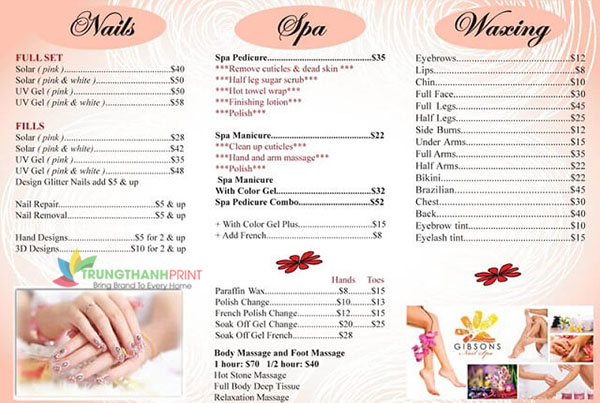 Nails
FULL SET
Solar ( pink )..................$40
Solar ( pink & white )..................$50
UV Gel ( pink )..................$50
UV Gel ( pink & white )..................$58
FILLS
Solar ( pink )..................$28
Solar ( pink & white)..................$42
UV Gel ( pink )..................$35
UV Gel ( pink & white )..................$48
Design Glitter Nails add $5 & up
Nail Repair..................$5 & up
Nail Removal..................$5 & up
Hand Designs..................$5 for 2 & up
3D Designs..................$10 for 2 & up
TRUNGTHANHPRINT
Bring Brand To Every Home
Spa
Spa Pedicure..................$35
***Remove cuticles & dead skin ***
***Half leg sugar scrub***
***Hot towel wrap***
***Finishing lotion***
***Polish***
Spa Manicure..................$22
***Clean up cuticles***
***Hand and arm massage***
***Polish***
Spa Manicure
With Color Gel..................$32
Spa Pedicure Combo..................$52
+ With Color Gel Plus..................$15
+ Add French..................$8
Hands Toes
Paraffin Wax..................$8..........$15
Polish Change..................$10..........$13
French Polish Change..................$12..........$15
Soak Off Gel Change..................$20..........$25
Soak Off Gel French..................$28
Body Massage and Foot Massage
1 hour: $70 1/2 hour: $40
Hot Stone Massage
Full Body Deep Tissue
Relaxation Massage
Waxing
Eyebrows..................$12
Lips..................$8
Chin..................$10
Full Face..................$30
Full Legs..................$45
Half Legs..................$25
Side Burns..................$12
Under Arms..................$15
Full Arms..................$35
Half Arms..................$22
Bikini..................$22
Brazilian..................$45
Chest..................$30
Back..................$40
Eyebrow tint..................$10
Eyelash tint..................$15
GIBSONS
Nail Spa